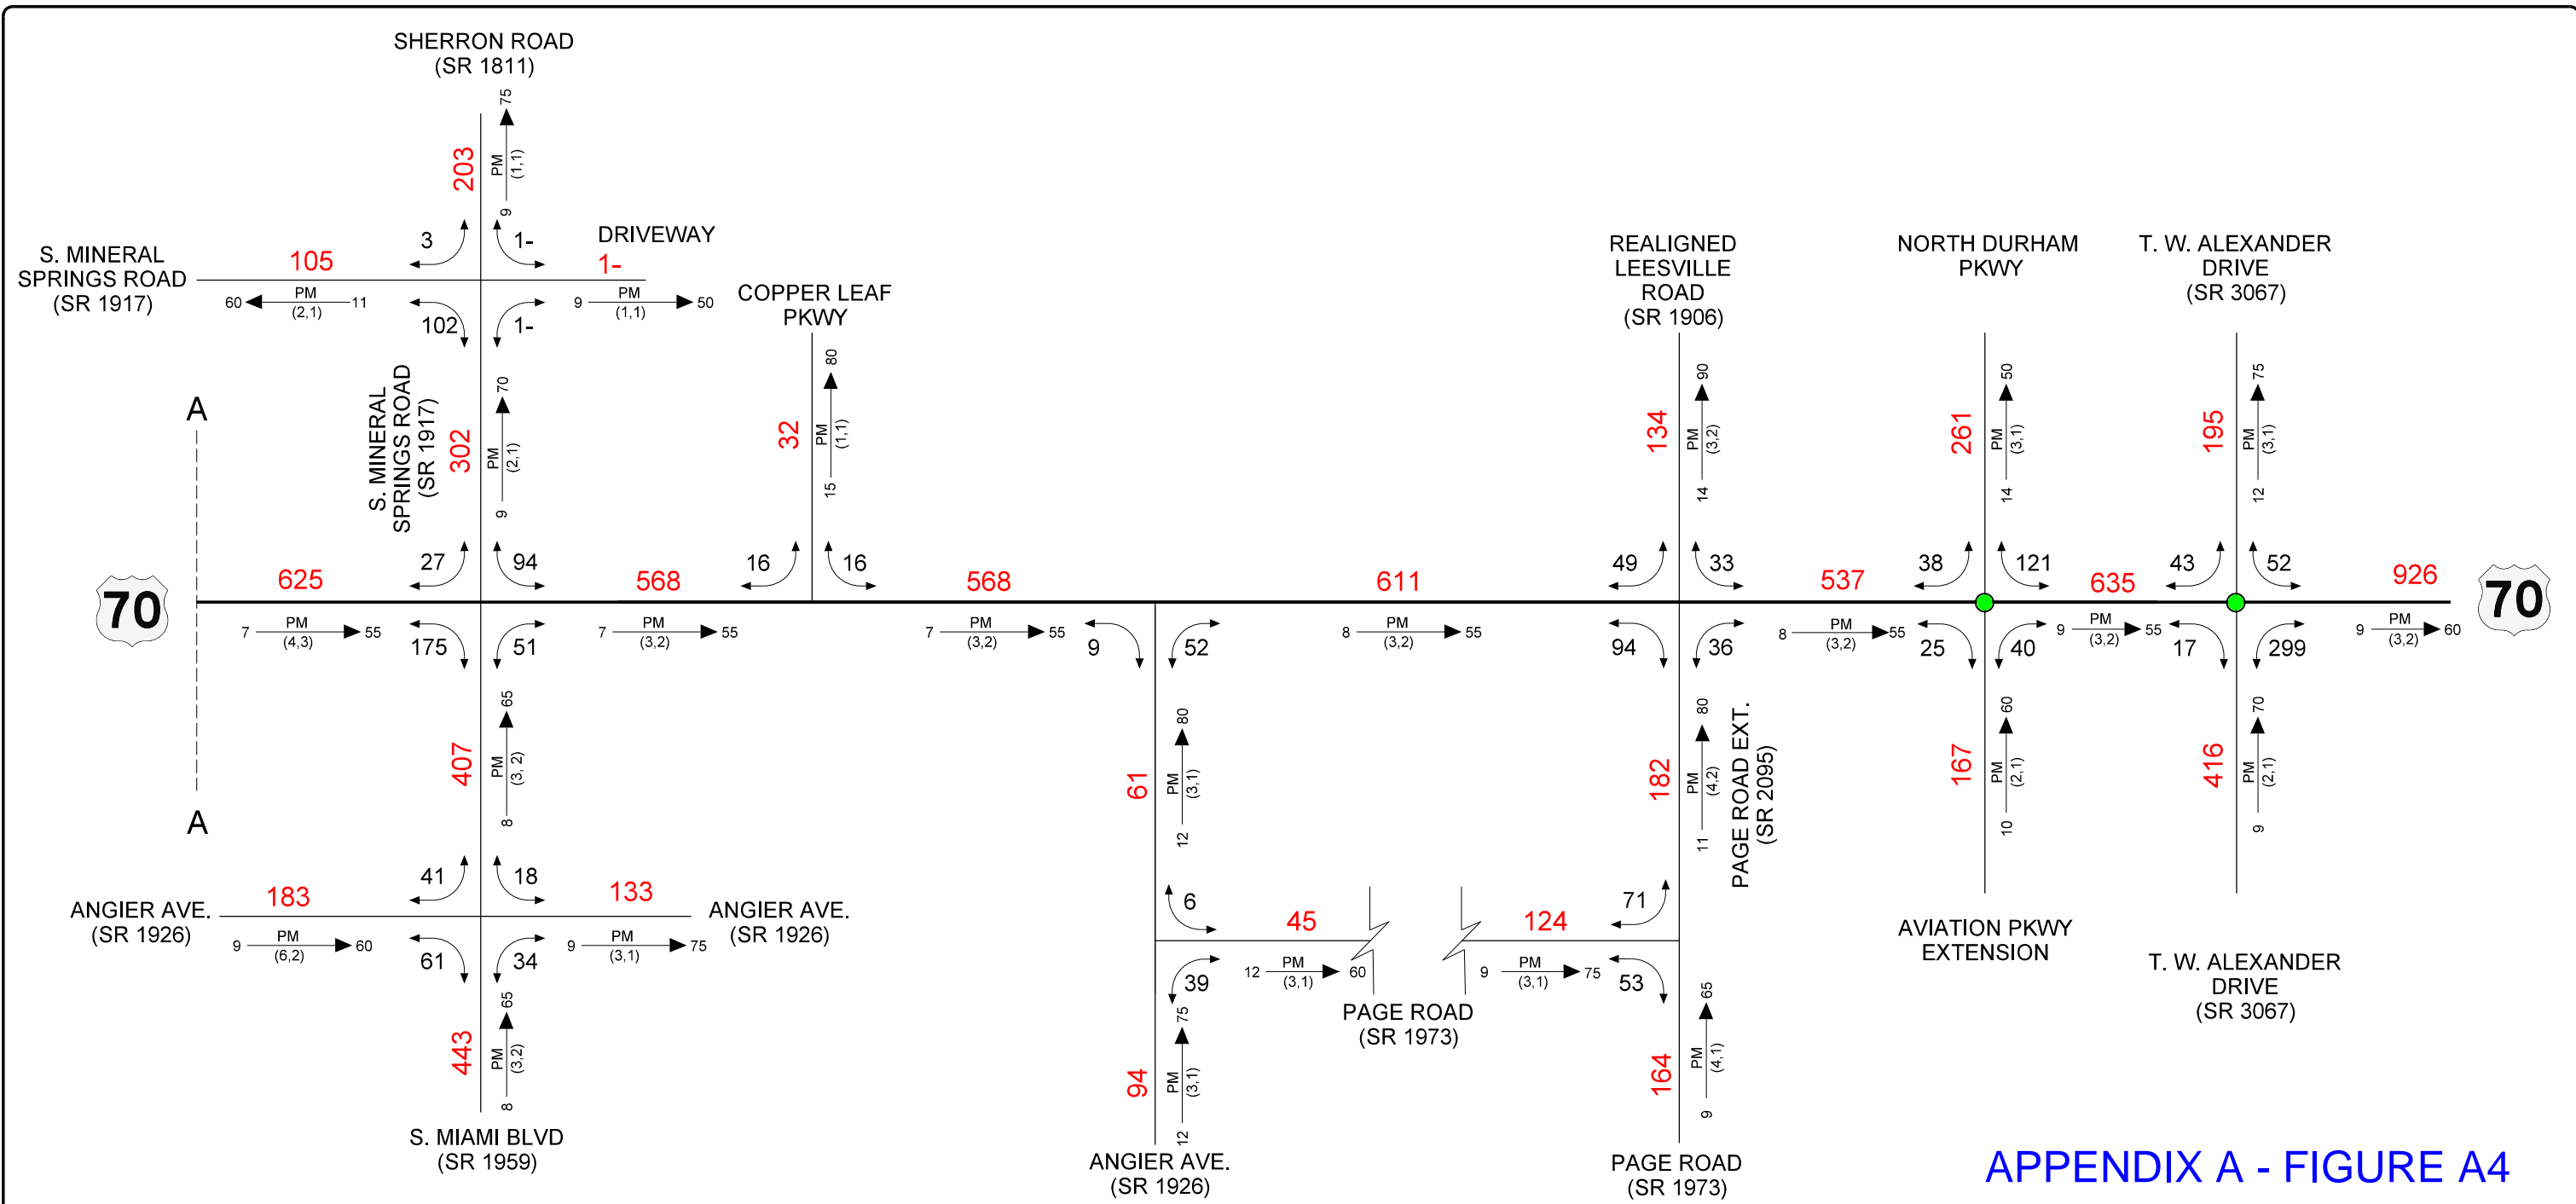 SHERRON ROAD
(SR 1811)
75
PM
(1,1)
9
203
3
1-
DRIVEWAY
1-
S. MINERAL
SPRINGS ROAD
(SR 1917)
105
60 PM 11
(2,1)
9 PM 50
(1,1)
102
1-
COPPER LEAF
PKWY
REALIGNED
LEESVILLE
ROAD
(SR 1906)
NORTH DURHAM
PKWY
T. W. ALEXANDER
DRIVE
(SR 3067)
A
S. MINERAL
SPRINGS ROAD
(SR 1917)
302
70
PM
(2,1)
9
32
80
PM
(1,1)
15
134
90
PM
(3,2)
14
261
50
PM
(3,1)
14
195
75
PM
(3,1)
12
70
625
27
94
568
16
16
568
611
49
33
537
38
121
635
43
52
926
70
7 PM 55
(4,3)
175
51
7 PM 55
(3,2)
7 PM 55
(3,2)
9
52
8 PM 55
(3,2)
94
36
8 PM 55
(3,2)
25
40
9 PM 55
(3,2)
17
299
9 PM 60
(3,2)
A
407
65
PM
(3, 2)
8
61
80
PM
(3,1)
12
182
80
PM
(4,2)
11
PAGE ROAD EXT.
(SR 2095)
167
60
PM
(2,1)
10
416
70
PM
(2,1)
9
ANGIER AVE.
(SR 1926)
183
41
18
133
ANGIER AVE.
(SR 1926)
9 PM 60
(6,2)
61
34
9 PM 75
(3,1)
6
45
124
71
39
12 PM 60
(3,1)
9 PM 75
(3,1)
53
PAGE ROAD
(SR 1973)
AVIATION PKWY
EXTENSION
T. W. ALEXANDER
DRIVE
(SR 3067)
443
65
PM
(3,2)
8
S. MIAMI BLVD
(SR 1959)
94
75
PM
(3,1)
12
ANGIER AVE.
(SR 1926)
164
65
PM
(4,1)
9
PAGE ROAD
(SR 1973)
APPENDIX A - FIGURE A4